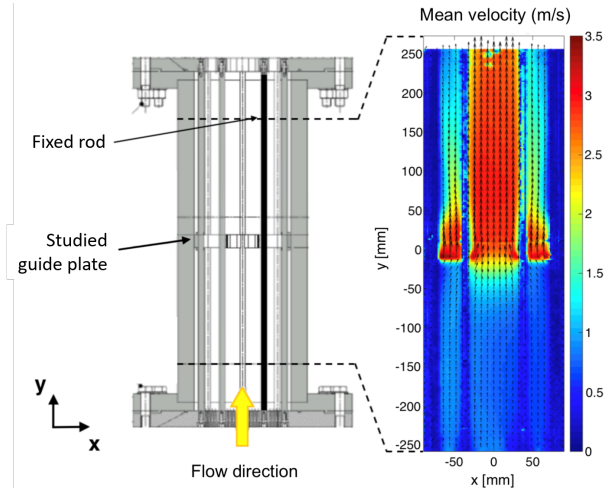 Mean velocity (m/s)
Fixed rod
Studied
guide plate
y
x
Flow direction
250
200
150
100
50
0
-50
-100
-150
-200
-250
y [mm]
-50
0
50
x [mm]
3.5
3
2.5
2
1.5
1
0.5
0